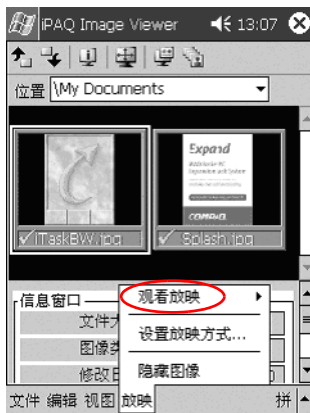 iPAQ Image Viewer 13:07
位置 \My Documents
Expand
COMPAQ
iTaskBW.jpg Splash.jpg
信息窗口
观看放映
文件大
设置放映方式...
图像类
隐藏图像
修改日
文件 编辑 视图 放映 拼